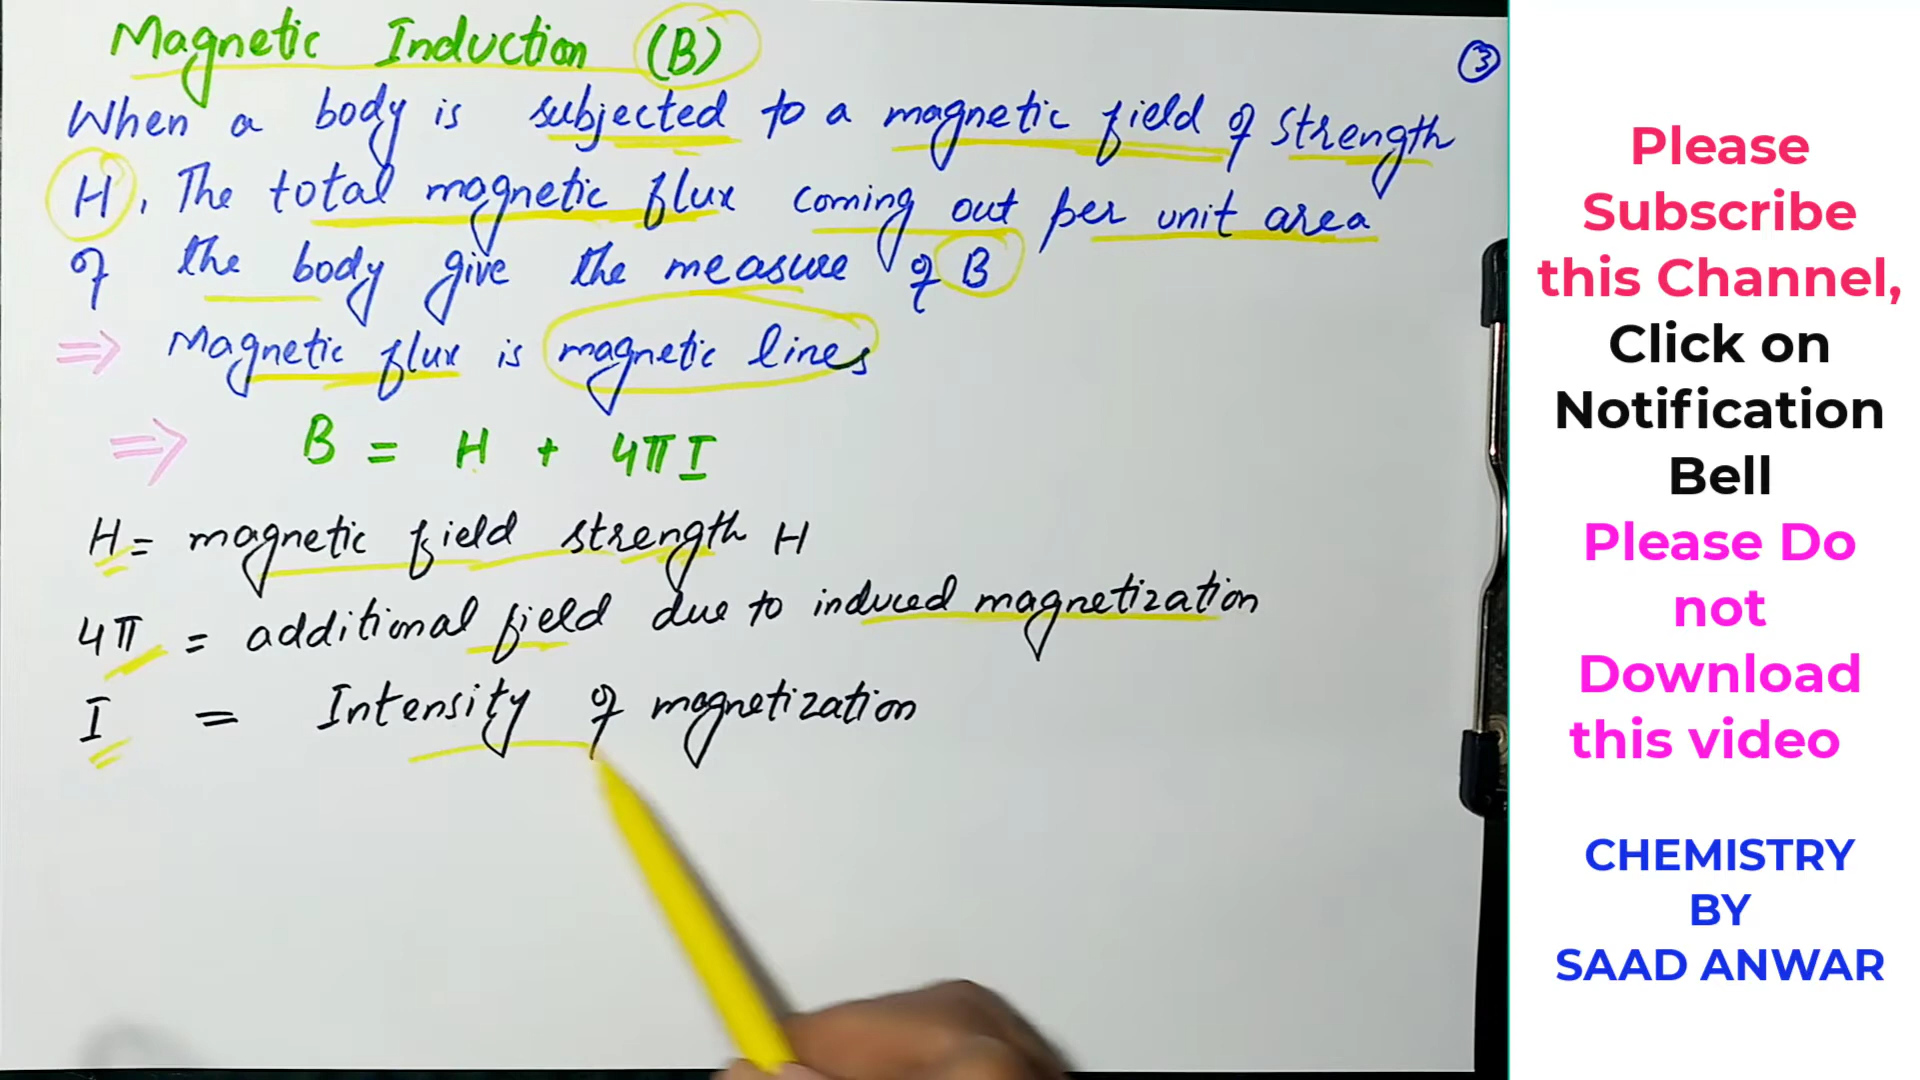 Magnetic Induction (B)
3
When a body is subjected to a magnetic field of strength
H. The total magnetic flux coming out per unit area
of the body give the measure of B
⇒ Magnetic flux is magnetic lines
⇒ B = H + 4πI
H = magnetic field strength H
4π = additional field due to induced magnetization
I = Intensity of magnetization
Please
Subscribe
this Channel,
Click on
Notification
Bell
Please Do
not
Download
this video
CHEMISTRY
BY
SAAD ANWAR